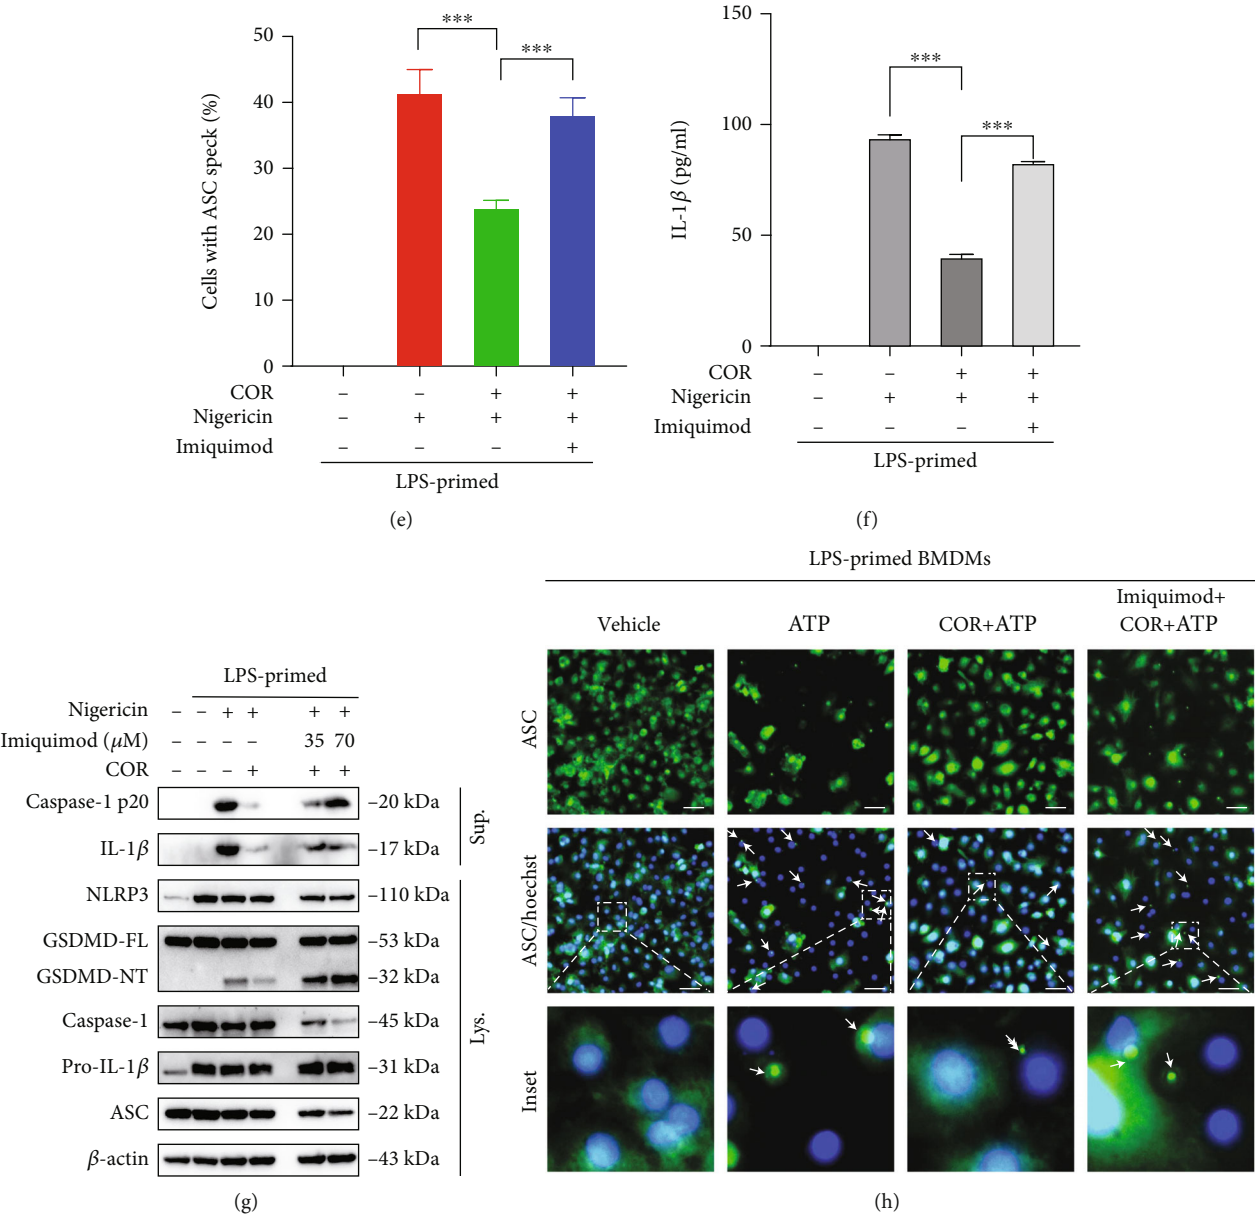 Cells with ASC speck (%)
50
40
30
20
10
0
***
***
COR – – + +
Nigericin – + + +
Imiquimod – – – +
LPS-primed
(e)
IL-1β (pg/ml)
150
100
50
0
***
***
COR – – + +
Nigericin – + + +
Imiquimod – – – +
LPS-primed
(f)
LPS-primed
Nigericin – – + + + +
Imiquimod (μM) – – – – 35 70
COR – – – + + +
Caspase-1 p20 –20 kDa
IL-1β –17 kDa
Sup.
NLRP3 –110 kDa
GSDMD-FL –53 kDa
GSDMD-NT –32 kDa
Caspase-1 –45 kDa
Pro-IL-1β –31 kDa
ASC –22 kDa
β-actin –43 kDa
Lys.
(g)
LPS-primed BMDMs
Vehicle
ATP
COR+ATP
Imiquimod+
COR+ATP
ASC
ASC/hoechst
Inset
(h)